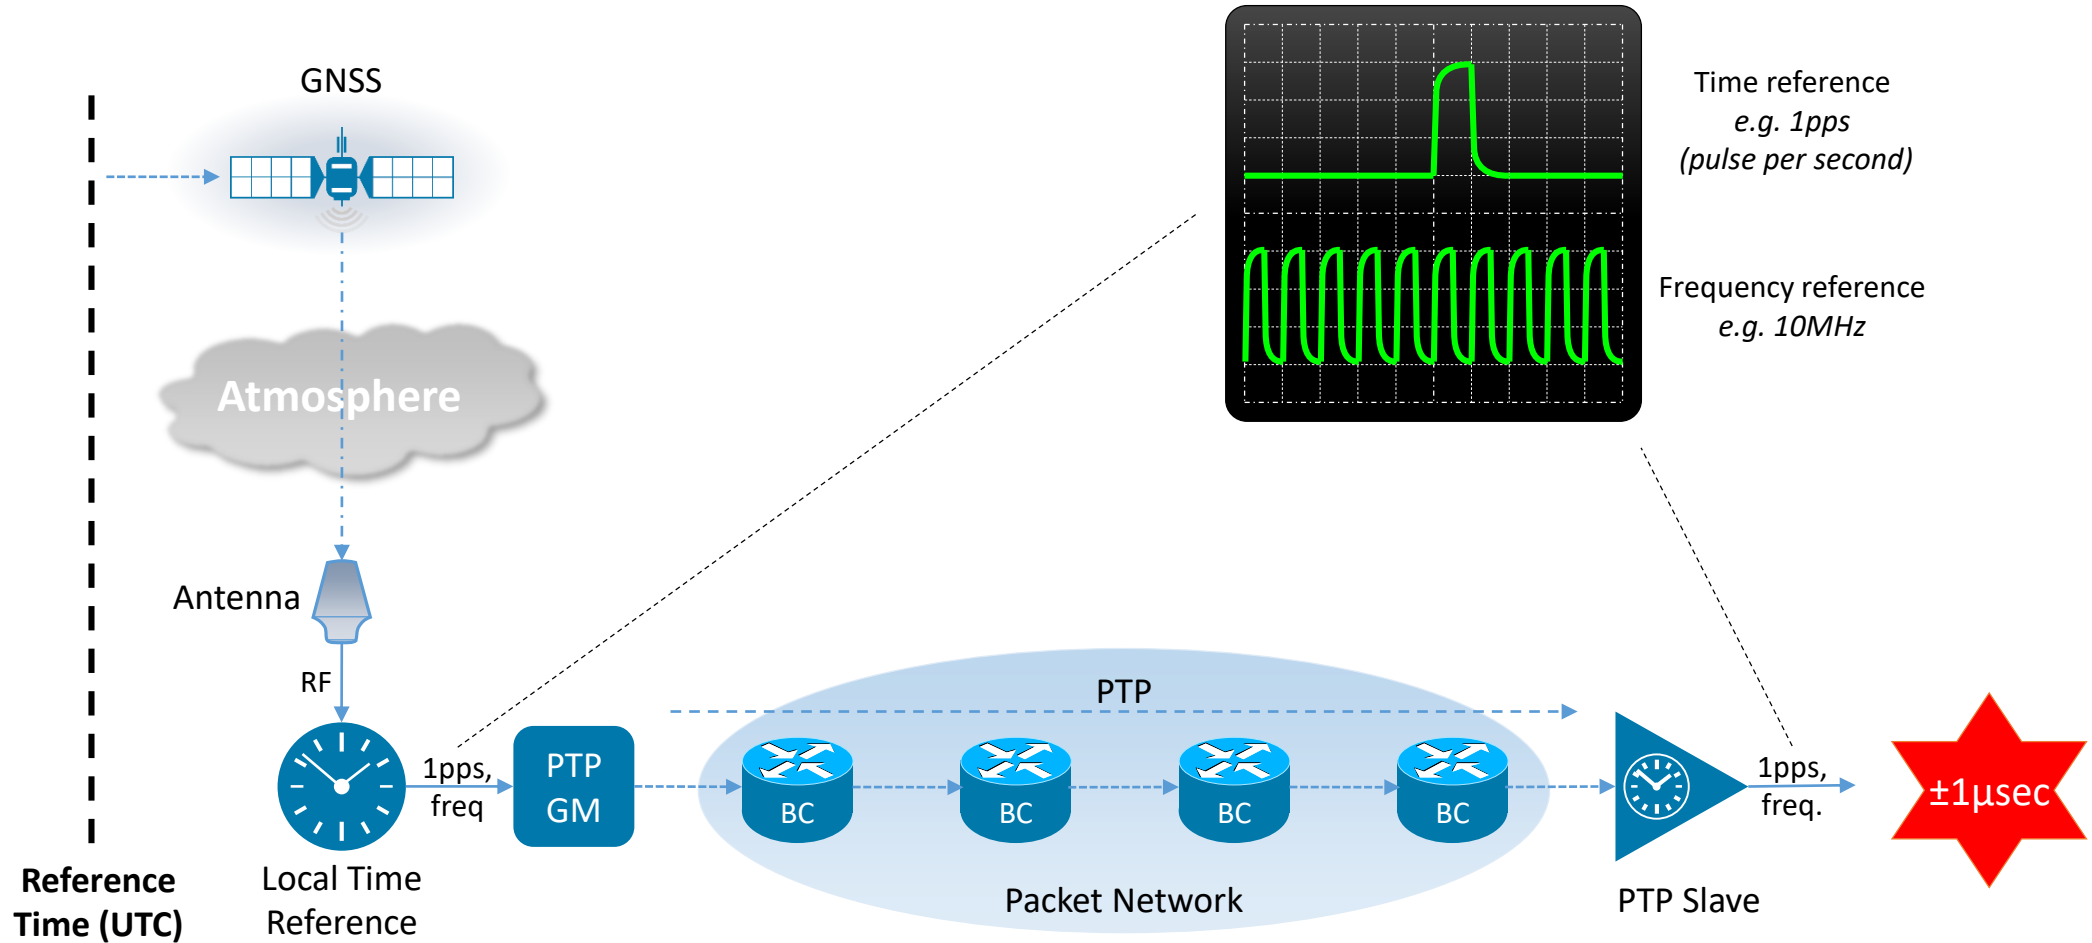 GNSS
Time reference
e.g. 1pps
(pulse per second)
Frequency reference
e.g. 10MHz
Atmosphere
Antenna
RF
PTP
1pps,
freq
PTP
GM
BC
BC
BC
BC
1pps,
freq.
±1µsec
Reference
Time (UTC)
Local Time
Reference
Packet Network
PTP Slave